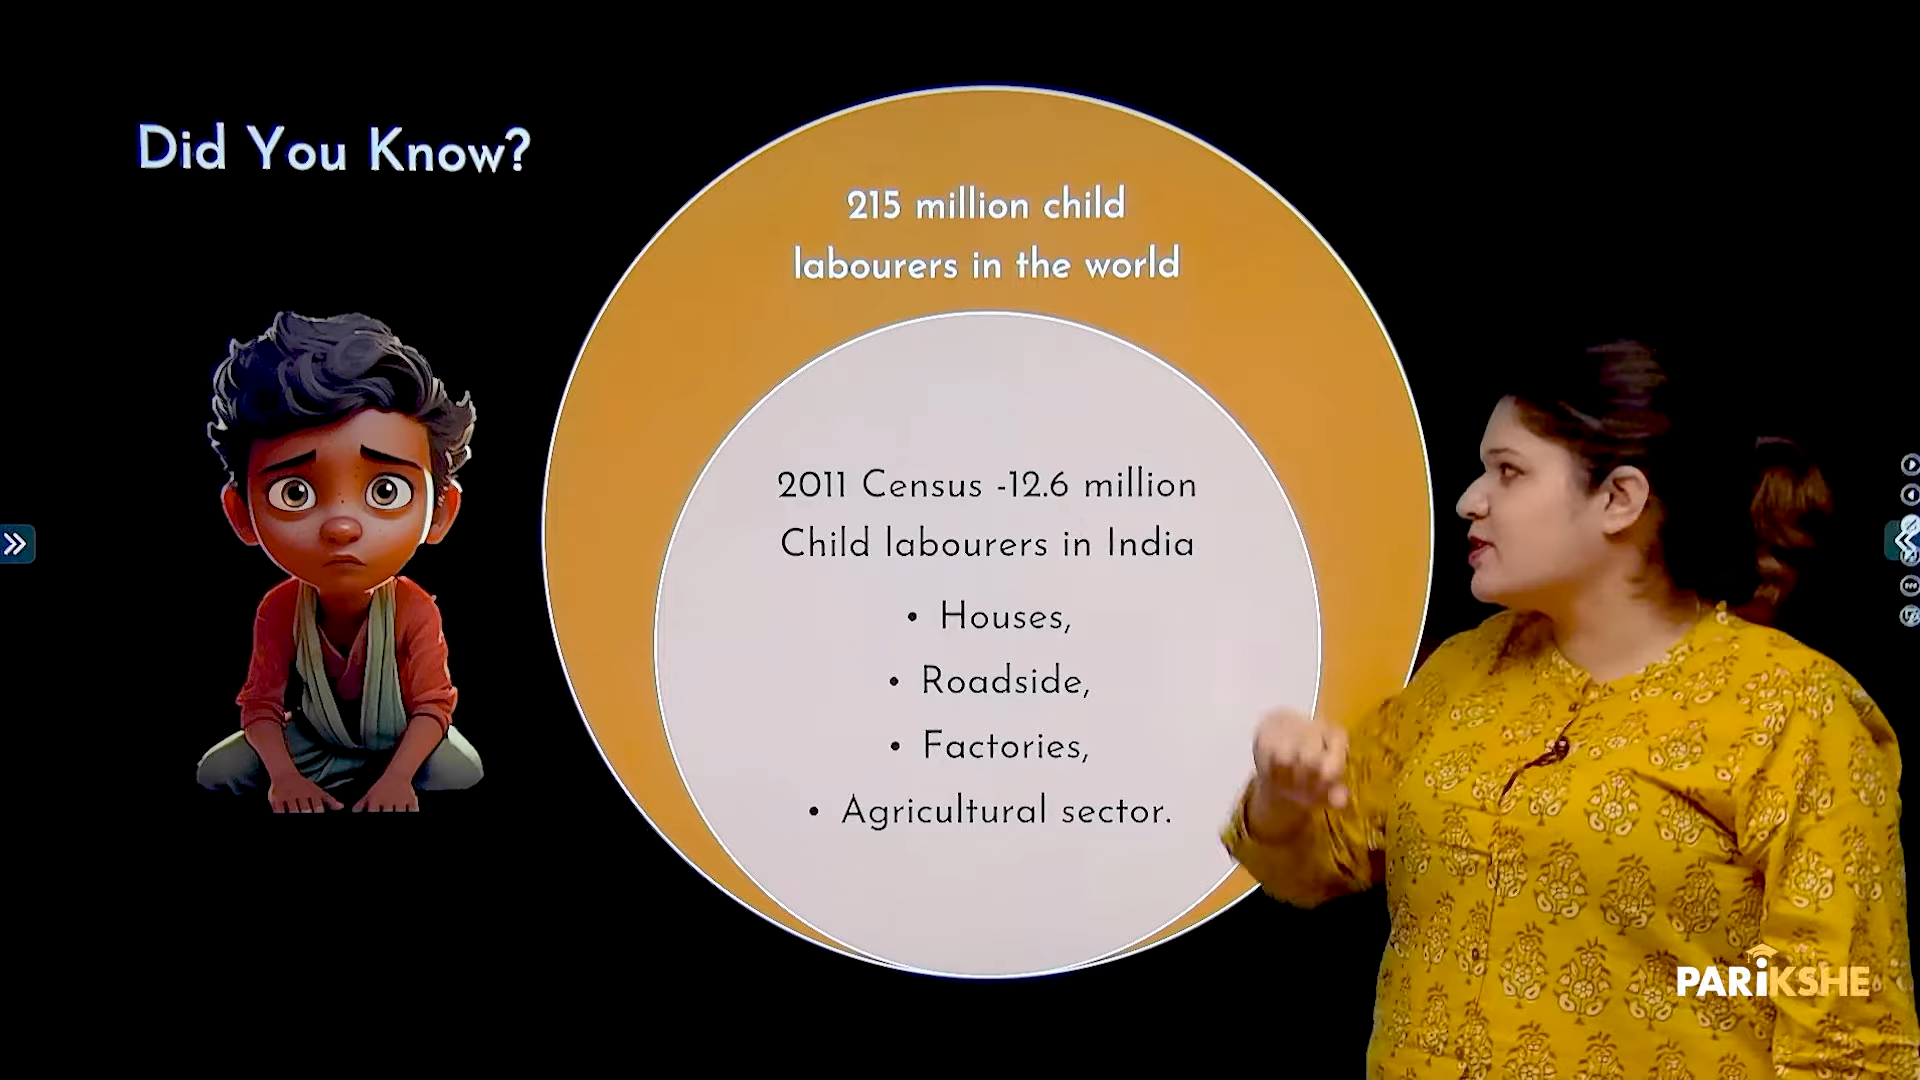 Did You Know?
215 million child
labourers in the world
2011 Census -12.6 million
Child labourers in India
• Houses,
• Roadside,
• Factories,
• Agricultural sector.
PARiKSHE